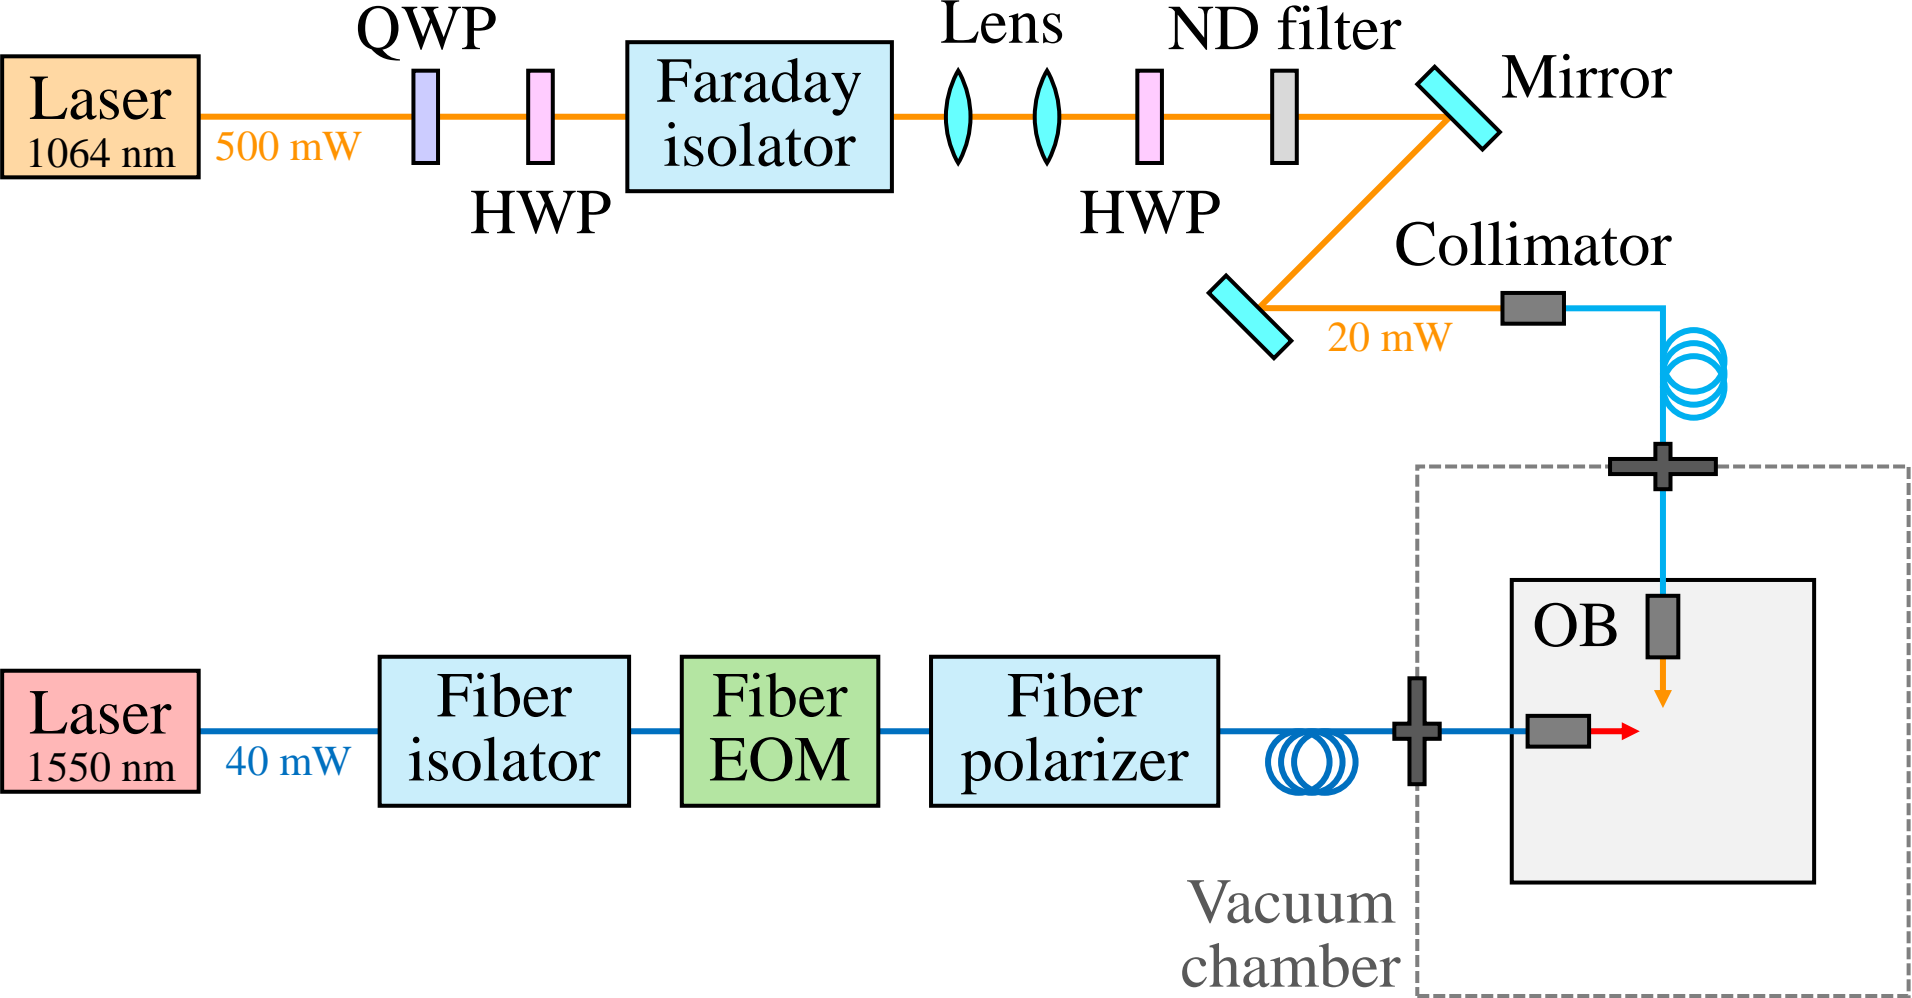 QWP
Lens
ND filter
Laser
1064 nm
500 mW
Faraday
isolator
Mirror
HWP
HWP
Collimator
20 mW
OB
Laser
1550 nm
40 mW
Fiber
isolator
Fiber
EOM
Fiber
polarizer
Vacuum
chamber